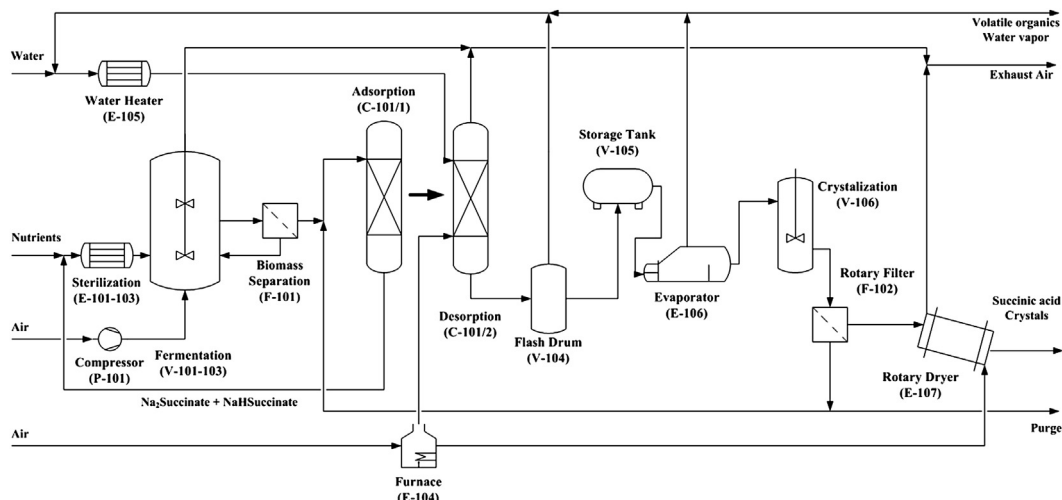 Volatile organics
Water vapor
Water
Exhaust Air
Water Heater
(E-105)
Adsorption
(C-101/1)
Storage Tank
(V-105)
Crystalization
(V-106)
Nutrients
Sterilization
(E-101-103)
Biomass
Separation
(F-101)
Evaporator
(E-106)
Rotary Filter
(F-102)
Succinic acid
Crystals
Air
Compressor
(P-101)
Fermentation
(V-101-103)
Desorption
(C-101/2)
Flash Drum
(V-104)
Rotary Dryer
(E-107)
Na2Succinate + NaHSuccinate
Purge
Air
Furnace
(E-104)